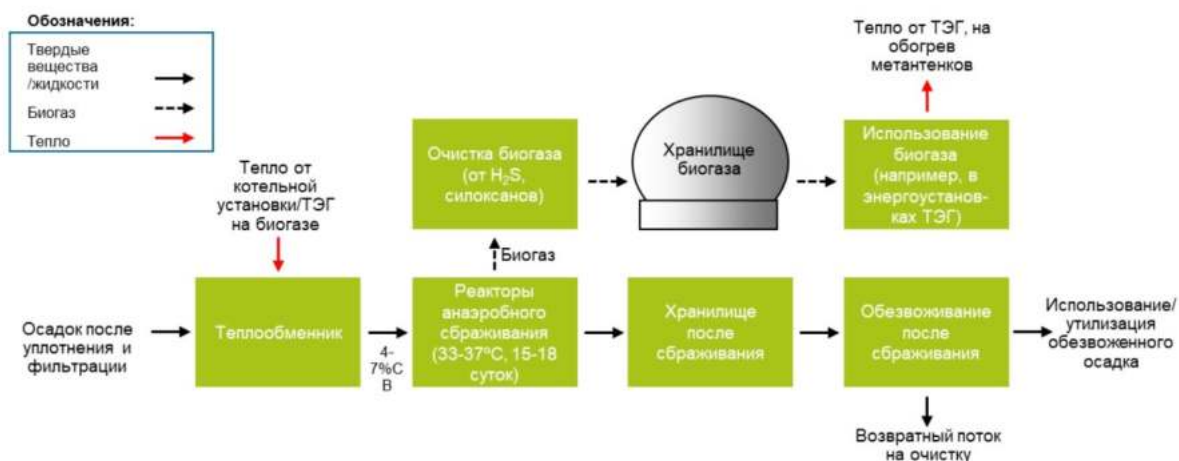 Обозначения:
Твердые
вещества
/жидкости
Биогаз
Тепло
Тепло от
котельной
установки/ТЭГ
на биогазе
Очистка биогаза
(от H₂S,
силоксанов)
Хранилище
биогаза
Тепло от ТЭГ, на
обогрев
метантенков
Использование
биогаза
(например, в
энергоустанов-
ках ТЭГ)
Биогаз
Осадок после
уплотнения и
фильтрации
Теплообменник
4-
7%С
В
Реакторы
анаэробного
сбраживания
(33-37ºС, 15-18
суток)
Хранилище
после
сбраживания
Обезвоживание
после
сбраживания
Использование/
утилизация
обезвоженного
осадка
Возвратный поток
на очистку